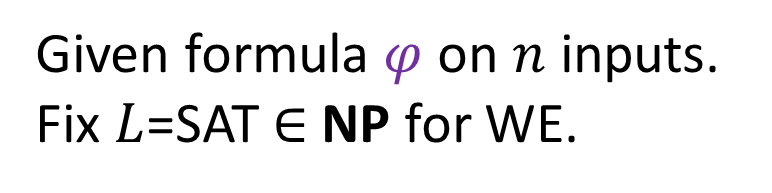 Given formula φ on n inputs.
Fix L=SAT ∈ NP for WE.